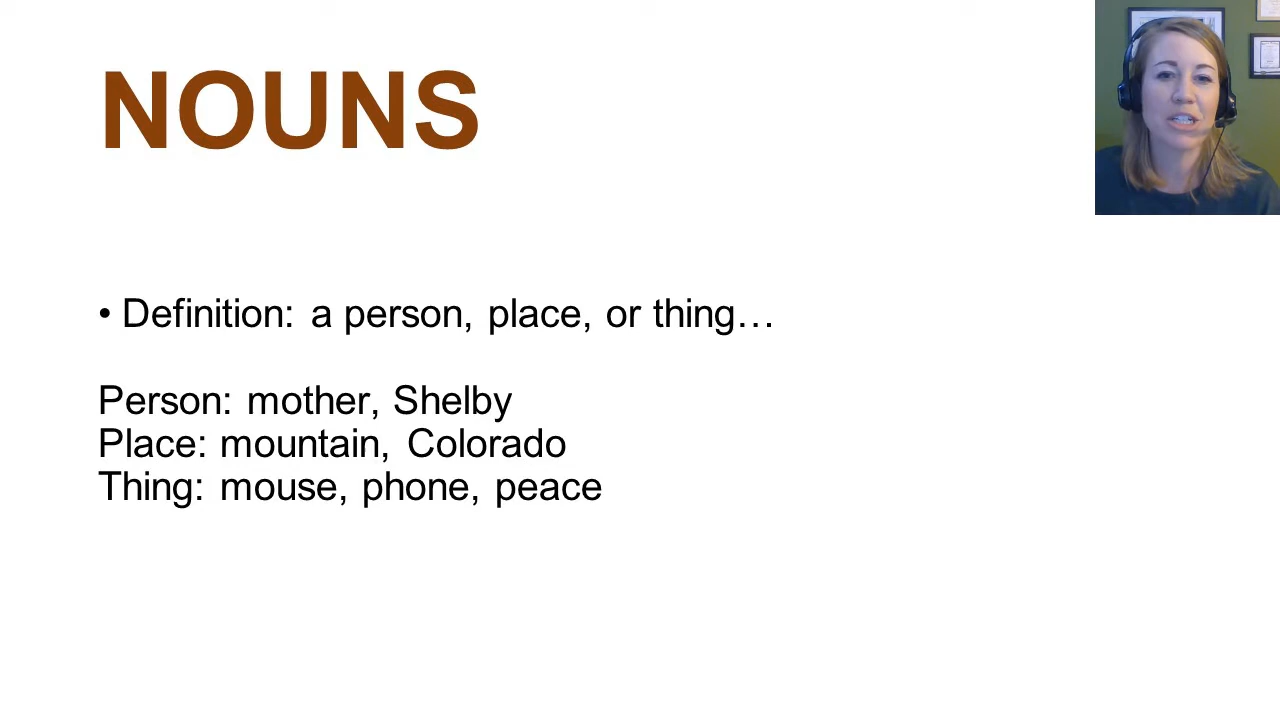 NOUNS
• Definition: a person, place, or thing…
Person: mother, Shelby
Place: mountain, Colorado
Thing: mouse, phone, peace